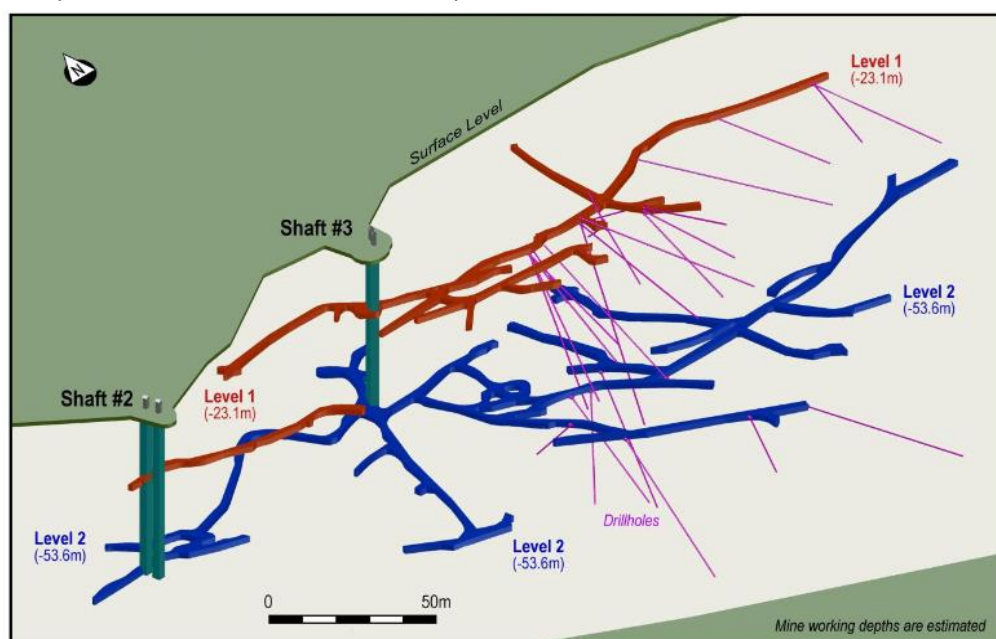 N
Level 1
(-23.1m)
Surface Level
Shaft #3
Level 2
(-53.6m)
Shaft #2
Level 1
(-23.1m)
Drillholes
Level 2
(-53.6m)
Level 2
(-53.6m)
0 50m
Mine working depths are estimated